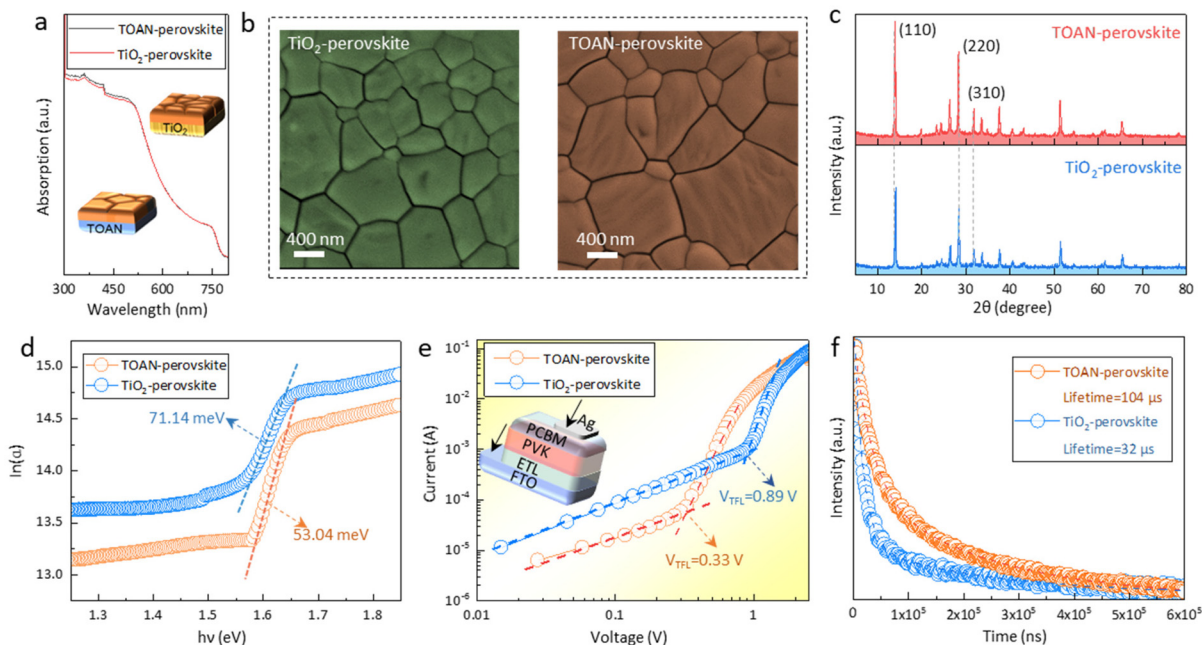 a
TOAN-perovskite
TiO₂-perovskite
Absorption (a.u.)
TiO₂
TOAN
300 450 600 750
Wavelength (nm)
b
TiO₂-perovskite
400 nm
TOAN-perovskite
400 nm
c
(110)
(220)
(310)
TOAN-perovskite
TiO₂-perovskite
Intensity (a.u.)
10 20 30 40 50 60 70 80
2θ (degree)
d
TOAN-perovskite
TiO₂-perovskite
15.0
14.5
14.0
13.5
13.0
ln(α)
71.14 meV
53.04 meV
1.3 1.4 1.5 1.6 1.7 1.8
hν (eV)
e
TOAN-perovskite
TiO₂-perovskite
10⁻¹
10⁻²
10⁻³
10⁻⁴
10⁻⁵
10⁻⁶
Current (A)
Ag
PCBM
PVK
ETL
FTO
V_TFL=0.89 V
V_TFL=0.33 V
0.01 0.1 1
Voltage (V)
f
TOAN-perovskite
Lifetime=104 μs
TiO₂-perovskite
Lifetime=32 μs
Intensity (a.u.)
0 1x10⁵ 2x10⁵ 3x10⁵ 4x10⁵ 5x10⁵ 6x10⁵
Time (ns)